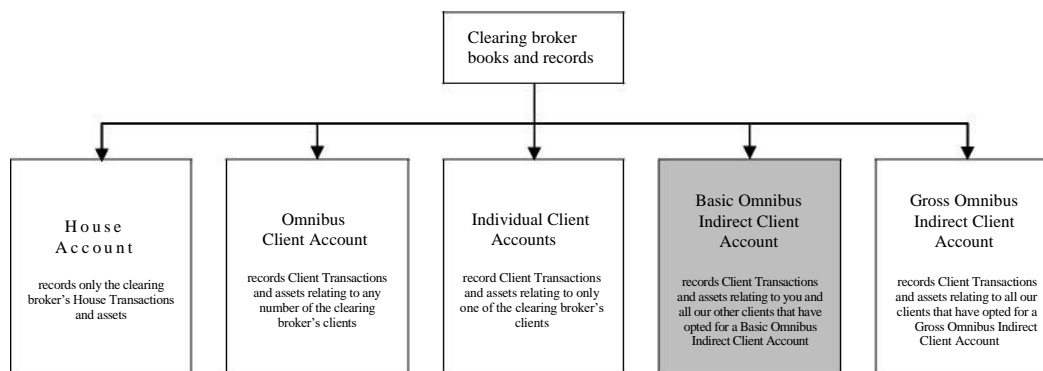 Clearing broker
books and records
House
Account
records only the clearing
broker's House Transactions
and assets
Omnibus
Client Account
records Client Transactions
and assets relating to any
number of the clearing
broker's clients
Individual Client
Accounts
record Client Transactions
and assets relating to only
one of the clearing broker's
clients
Basic Omnibus
Indirect Client
Account
records Client Transactions
and assets relating to you and
all our other clients that have
opted for a Basic Omnibus
Indirect Client Account
Gross Omnibus
Indirect Client
Account
records Client Transactions
and assets relating to all our
clients that have opted for a
Gross Omnibus Indirect
Client Account